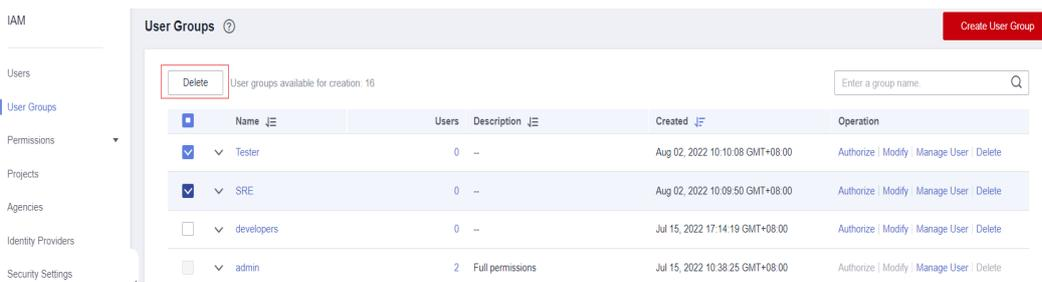 IAM
Users
User Groups
Permissions
Projects
Agencies
Identity Providers
Security Settings
User Groups
Create User Group
Delete User groups available for creation: 16
Enter a group name.
Name Users Description Created Operation
Tester 0 -- Aug 02, 2022 10:10:08 GMT+08:00 Authorize | Modify | Manage User | Delete
SRE 0 -- Aug 02, 2022 10:09:50 GMT+08:00 Authorize | Modify | Manage User | Delete
developers 0 -- Jul 15, 2022 17:14:19 GMT+08:00 Authorize | Modify | Manage User | Delete
admin 2 Full permissions Jul 15, 2022 10:38:25 GMT+08:00 Authorize | Modify | Manage User | Delete